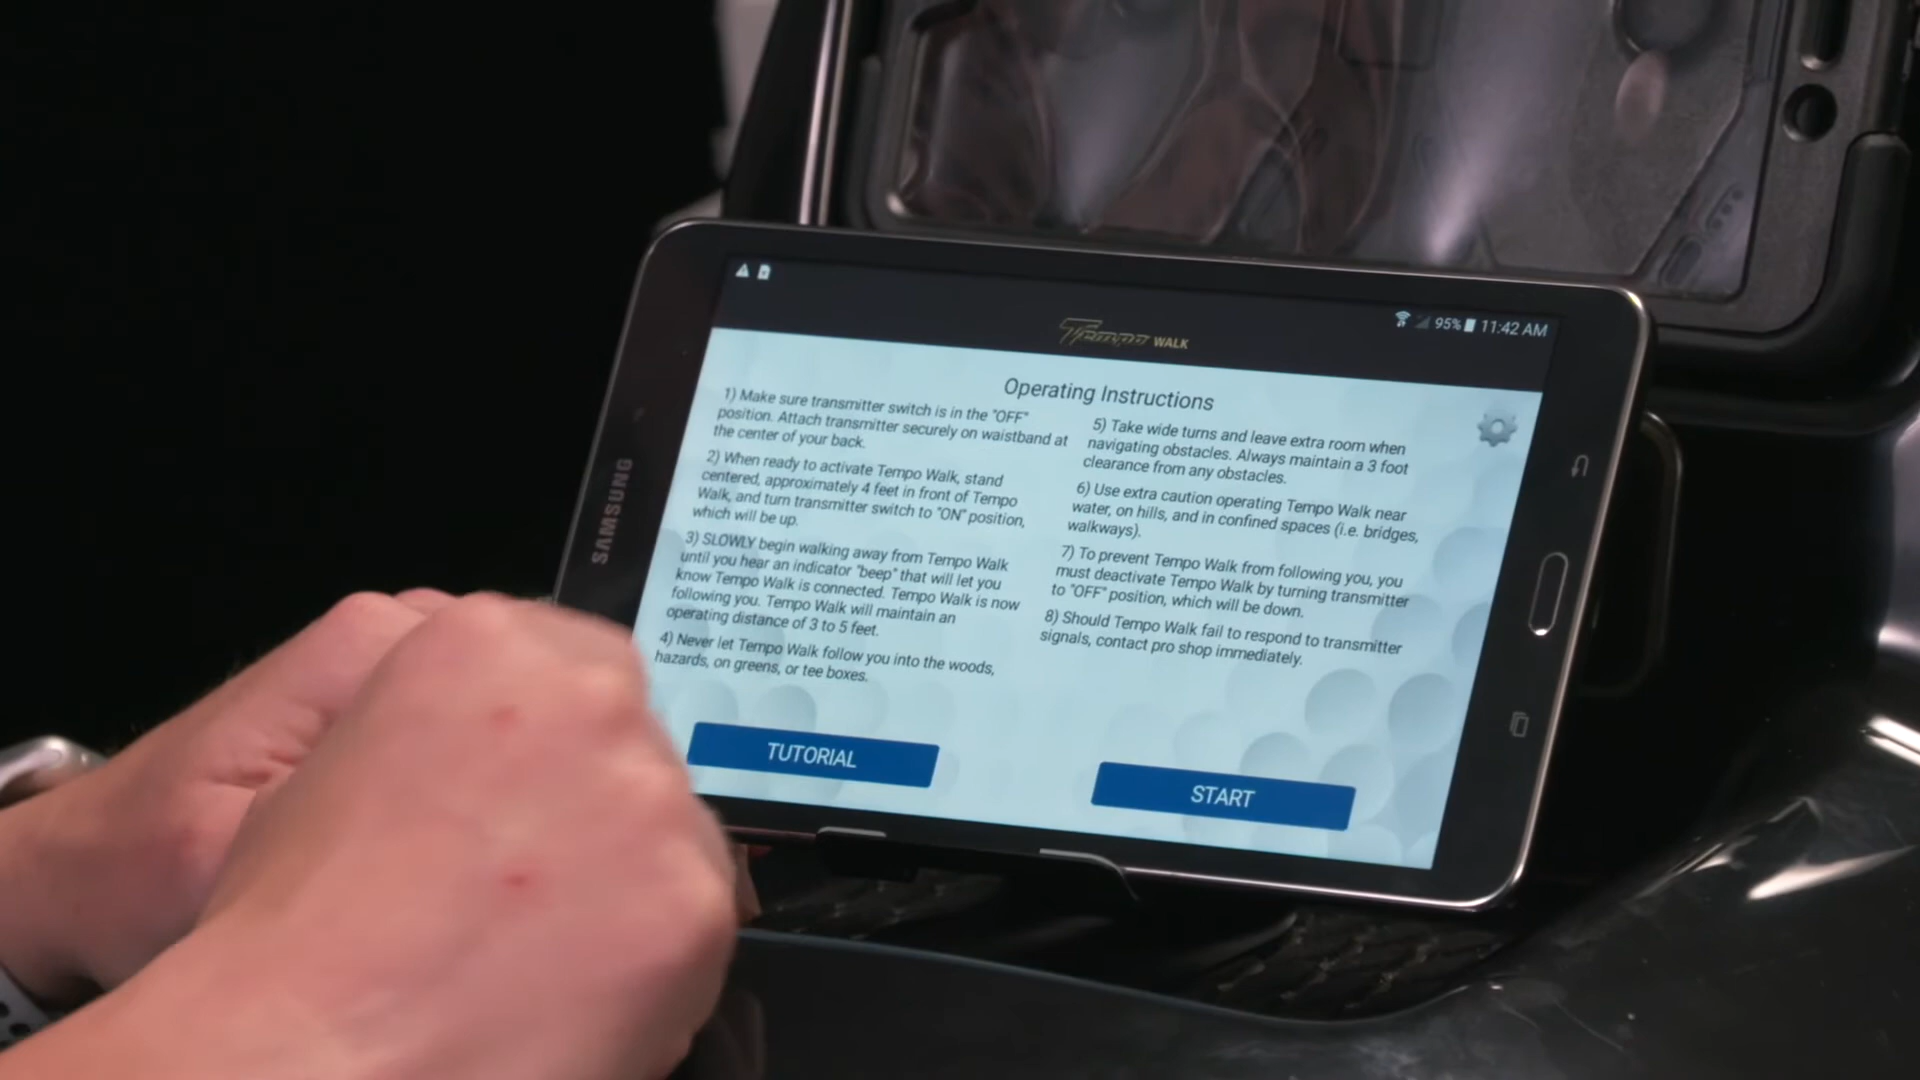 95% 11:42 AM
Tempo WALK
Operating Instructions
1) Make sure transmitter switch is in the "OFF"
position. Attach transmitter securely on waistband at
the center of your back.
2) When ready to activate Tempo Walk, stand
centered, approximately 4 feet in front of Tempo
Walk, and turn transmitter switch to "ON" position,
which will be up.
3) SLOWLY begin walking away from Tempo Walk
until you hear an indicator "beep" that will let you
know Tempo Walk is connected. Tempo Walk is now
following you. Tempo Walk will maintain an
operating distance of 3 to 5 feet.
4) Never let Tempo Walk follow you into the woods,
hazards, on greens, or tee boxes.
5) Take wide turns and leave extra room when
navigating obstacles. Always maintain a 3 foot
clearance from any obstacles.
6) Use extra caution operating Tempo Walk near
water, on hills, and in confined spaces (i.e. bridges,
walkways).
7) To prevent Tempo Walk from following you, you
must deactivate Tempo Walk by turning transmitter
to "OFF" position, which will be down.
8) Should Tempo Walk fail to respond to transmitter
signals, contact pro shop immediately.
TUTORIAL
START
SAMSUNG